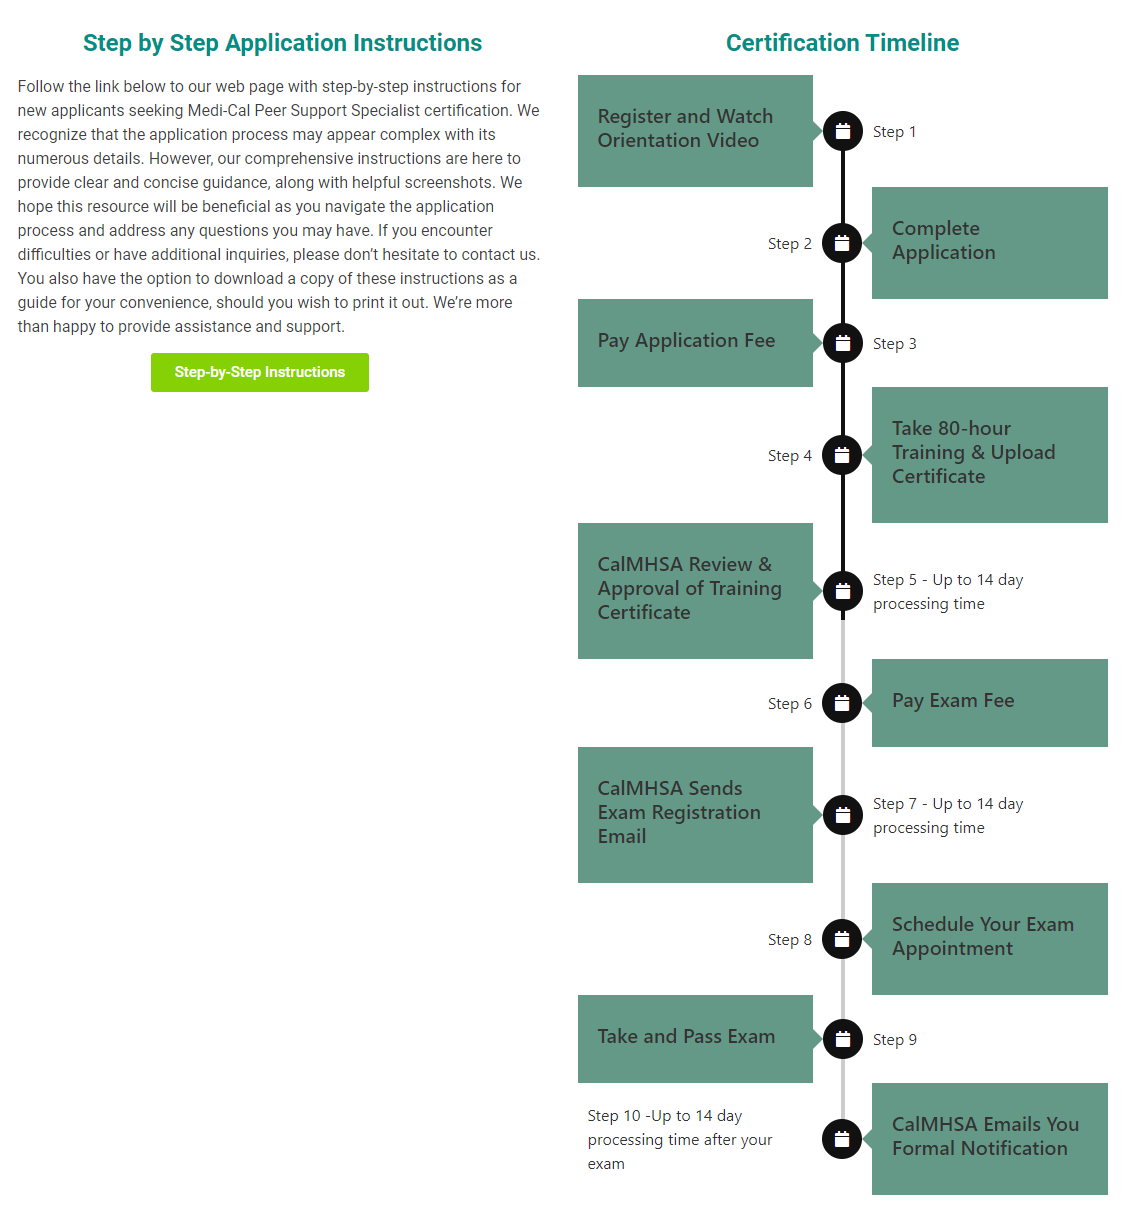 Step by Step Application Instructions
Follow the link below to our web page with step-by-step instructions for
new applicants seeking Medi-Cal Peer Support Specialist certification. We
recognize that the application process may appear complex with its
numerous details. However, our comprehensive instructions are here to
provide clear and concise guidance, along with helpful screenshots. We
hope this resource will be beneficial as you navigate the application
process and address any questions you may have. If you encounter
difficulties or have additional inquiries, please don’t hesitate to contact us.
You also have the option to download a copy of these instructions as a
guide for your convenience, should you wish to print it out. We’re more
than happy to provide assistance and support.
Step-by-Step Instructions
Certification Timeline
Register and Watch
Orientation Video
Step 1
Step 2
Complete
Application
Pay Application Fee
Step 3
Step 4
Take 80-hour
Training & Upload
Certificate
CalMHSA Review &
Approval of Training
Certificate
Step 5 - Up to 14 day
processing time
Step 6
Pay Exam Fee
CalMHSA Sends
Exam Registration
Email
Step 7 - Up to 14 day
processing time
Step 8
Schedule Your Exam
Appointment
Take and Pass Exam
Step 9
Step 10 -Up to 14 day
processing time after your
exam
CalMHSA Emails You
Formal Notification